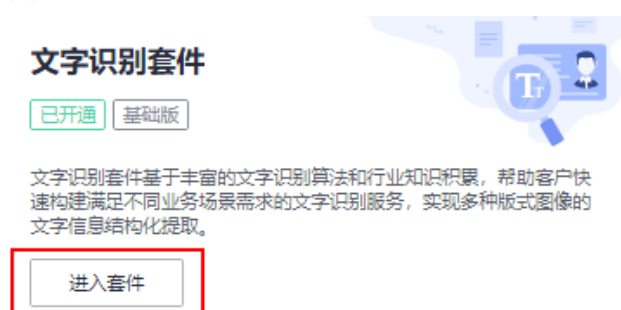 文字识别套件
已开通 基础版
文字识别套件基于丰富的文字识别算法和行业知识积累，帮助客户快
速构建满足不同业务场景需求的文字识别服务，实现多种版式图像的
文字信息结构化提取。
进入套件
Tr